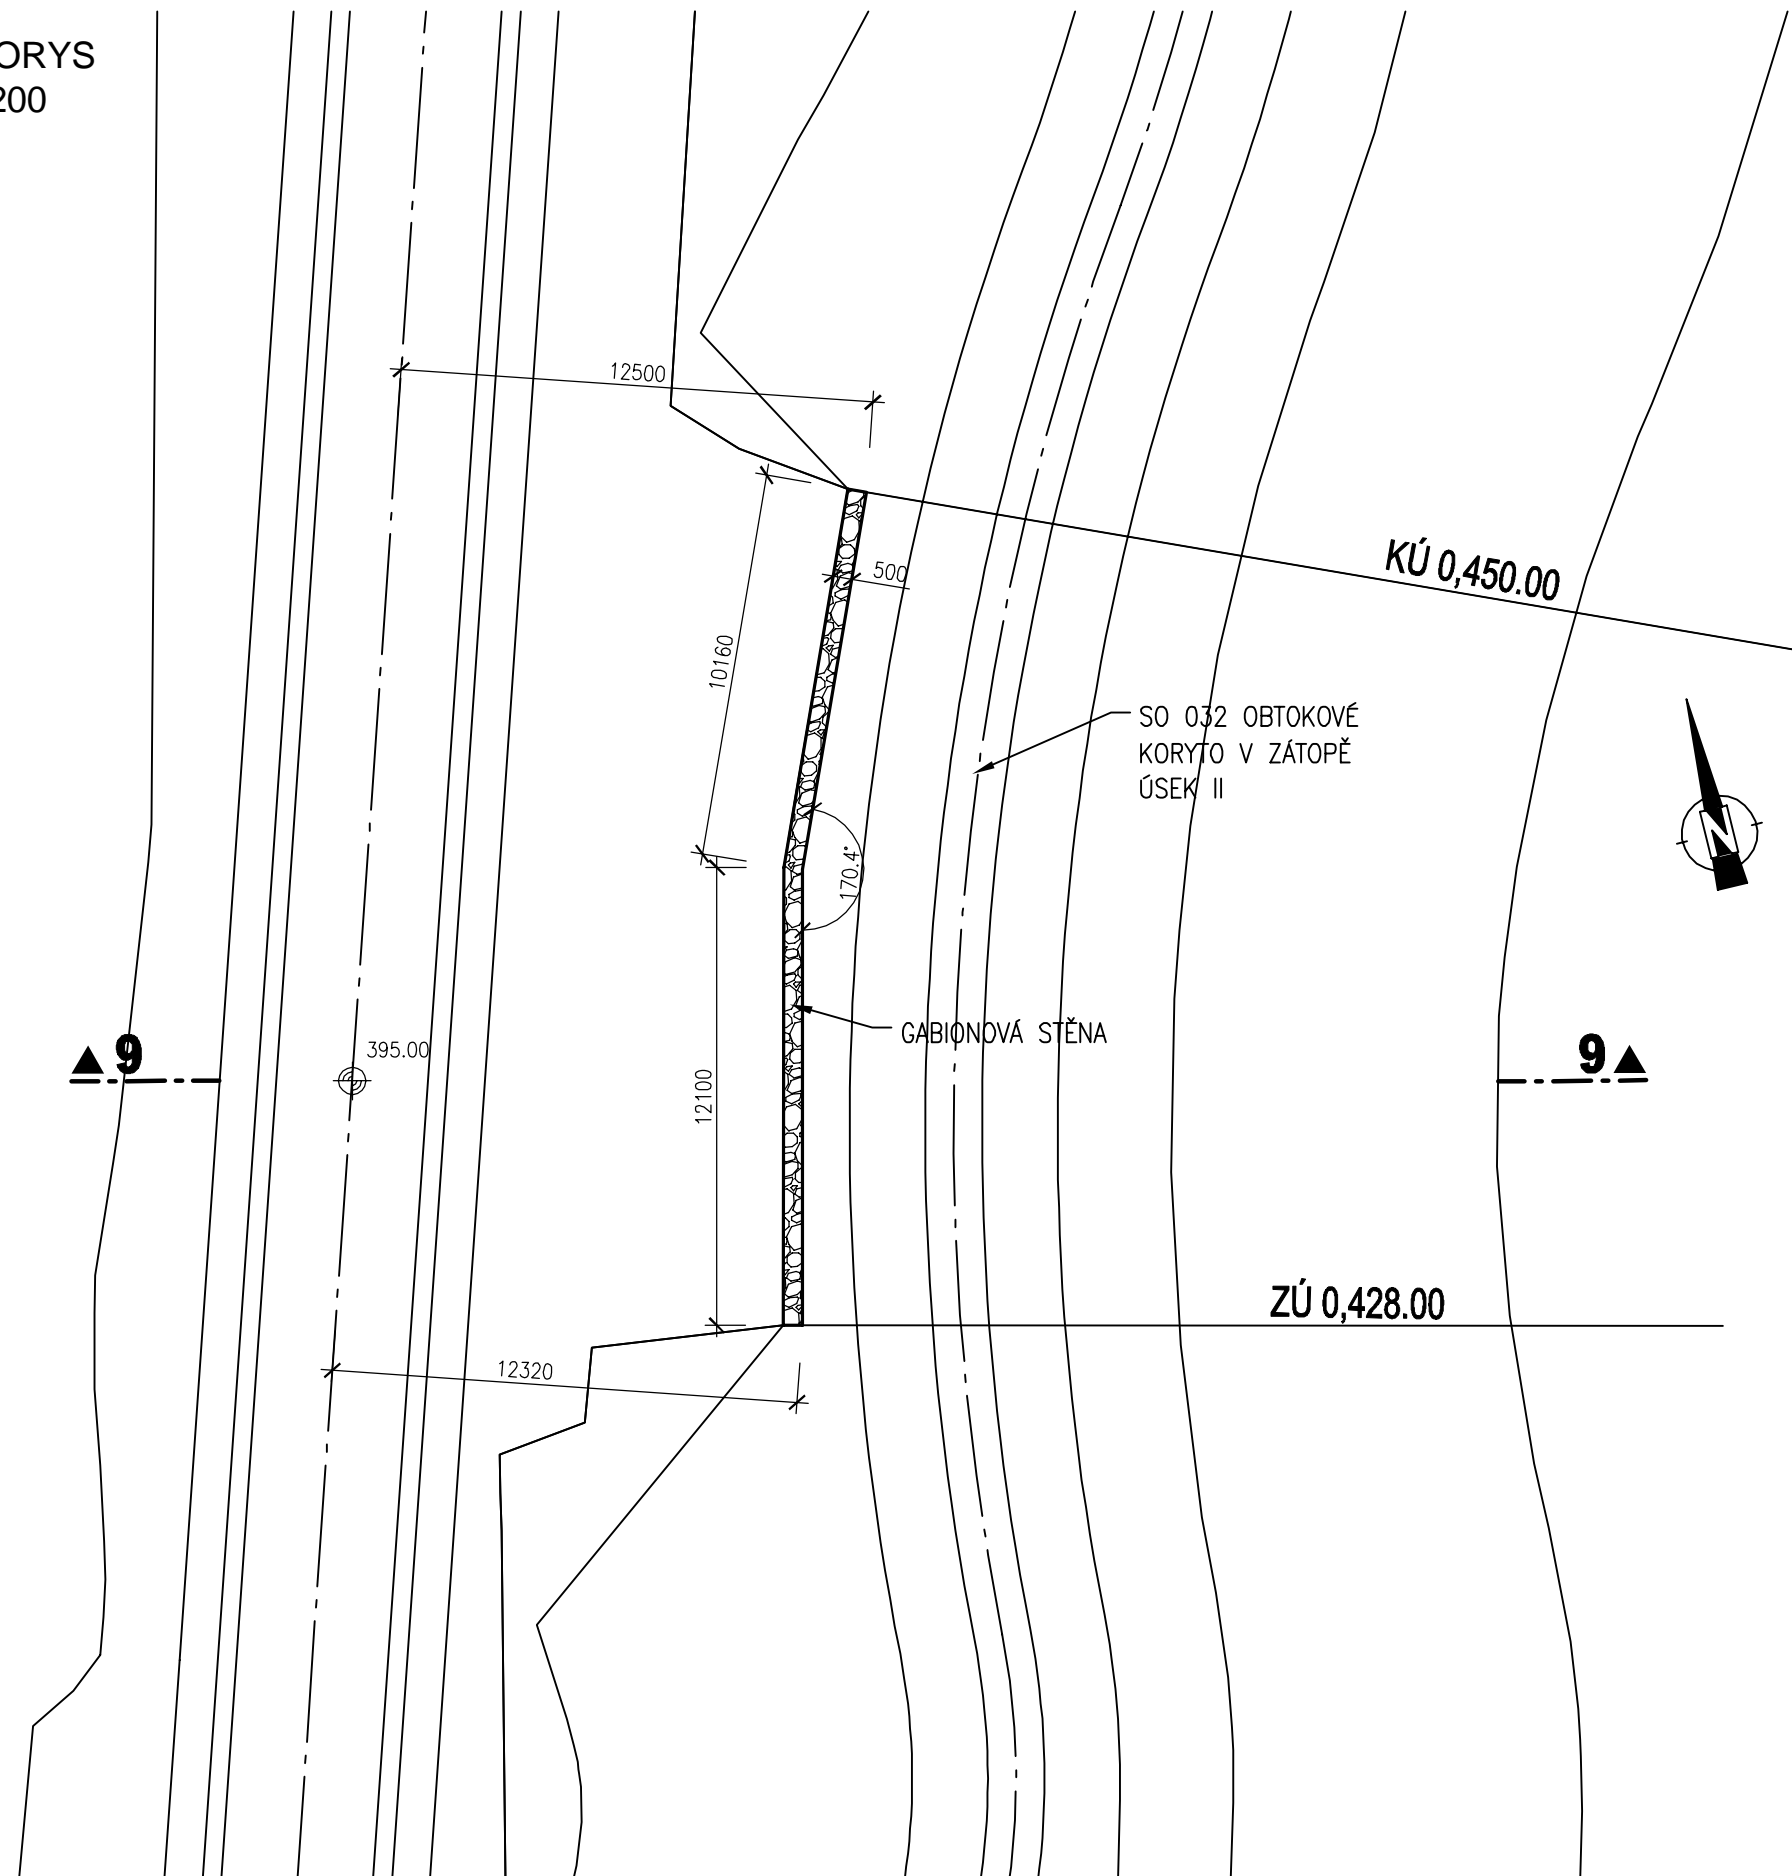 ORYS
200
12500
500
KÚ 0,450.00
10160
SO 032 OBTOKOVÉ
KORYTO V ZÁTOPĚ
ÚSEK II
N
170.4°
GABIONOVÁ STĚNA
9
395.00
9
12100
ZÚ 0,428.00
12320